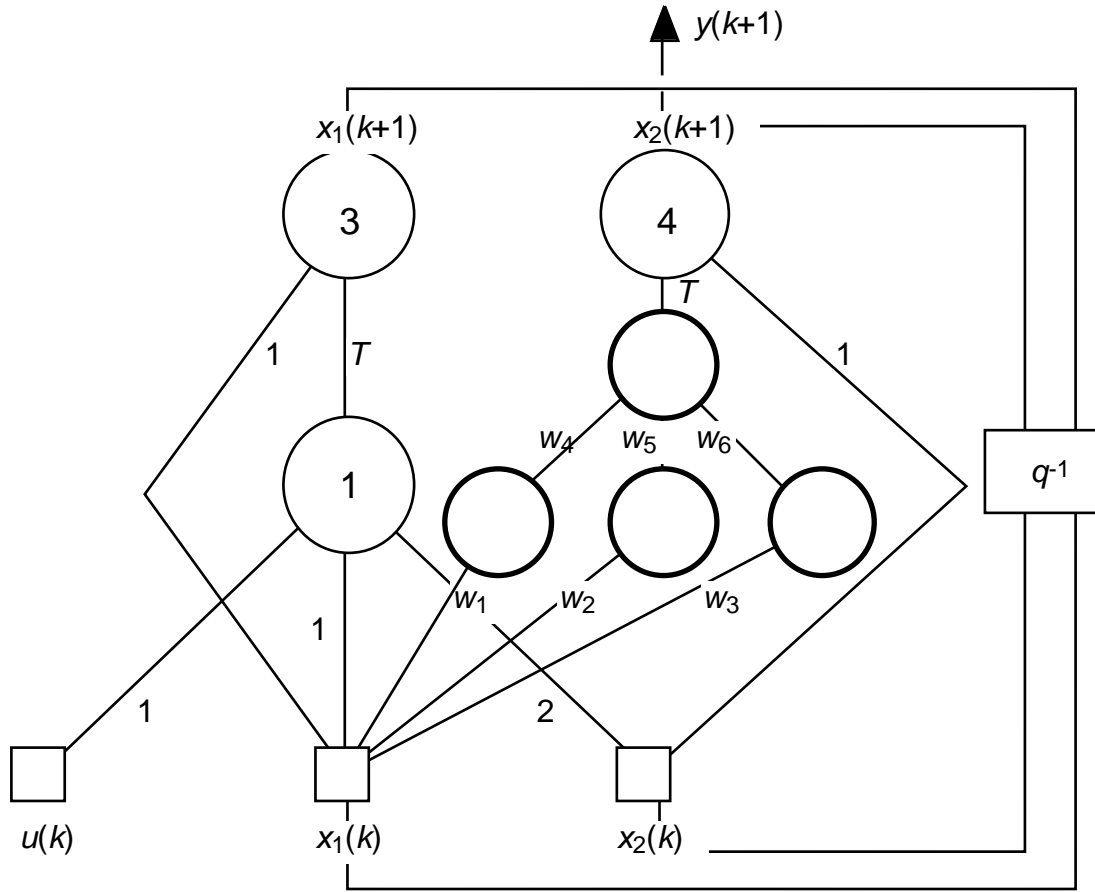 y(k+1)
x₁(k+1) x₂(k+1)
3 4
T
1 T 1
w₄ w₅ w₆
q⁻¹
1
w₁ w₂ w₃
1
1 2
u(k) x₁(k) x₂(k)